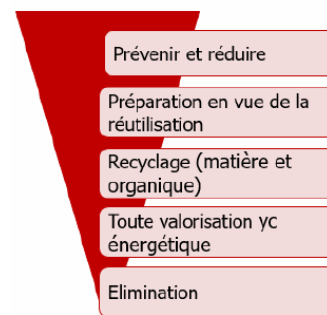 Prévenir et réduire
Préparation en vue de la
réutilisation
Recyclage (matière et
organique)
Toute valorisation yc
énergétique
Elimination